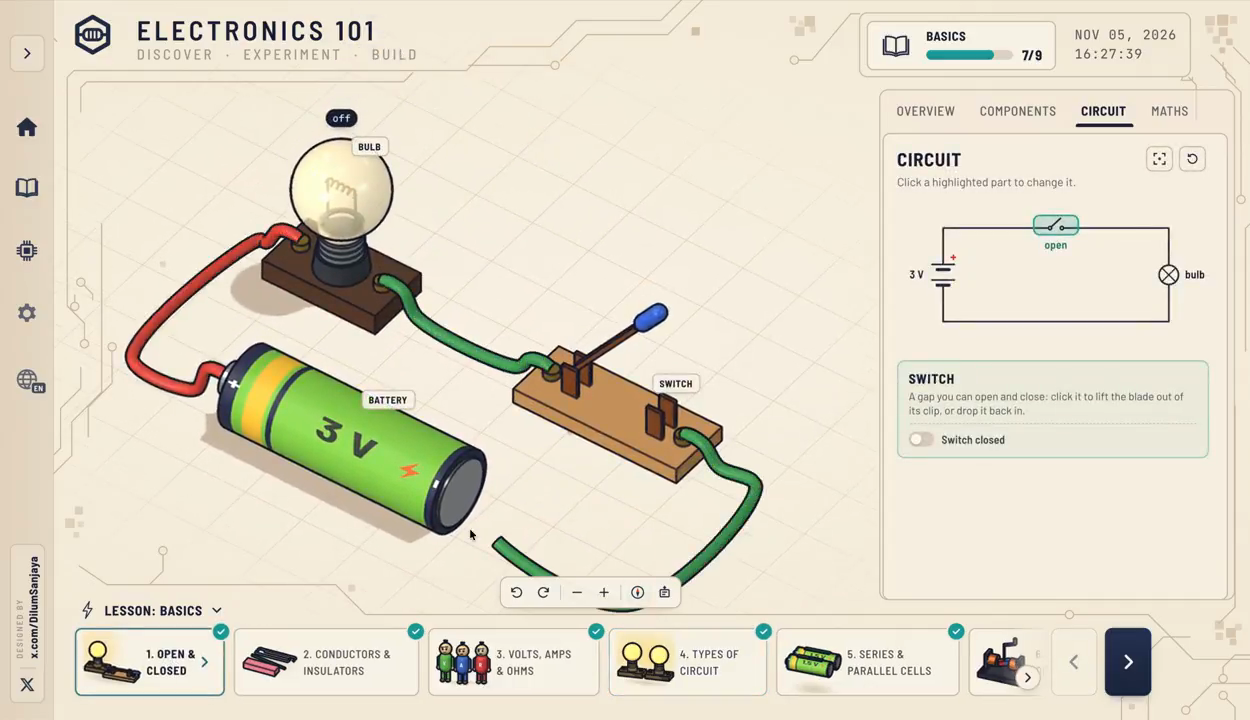 ELECTRONICS 101
DISCOVER · EXPERIMENT · BUILD
BASICS
7/9
NOV 05, 2026
16:27:39
OVERVIEW COMPONENTS CIRCUIT MATHS
CIRCUIT
Click a highlighted part to change it.
open
3 V
+
bulb
SWITCH
A gap you can open and close: click it to lift the blade out of
its clip, or drop it back in.
Switch closed
off
BULB
SWITCH
BATTERY
+
3 V
EN
DESIGNED BY
x.com/DilumSanjaya
LESSON: BASICS
1. OPEN &
CLOSED
2. CONDUCTORS &
INSULATORS
3. VOLTS, AMPS
& OHMS
4. TYPES OF
CIRCUIT
5. SERIES &
PARALLEL CELLS